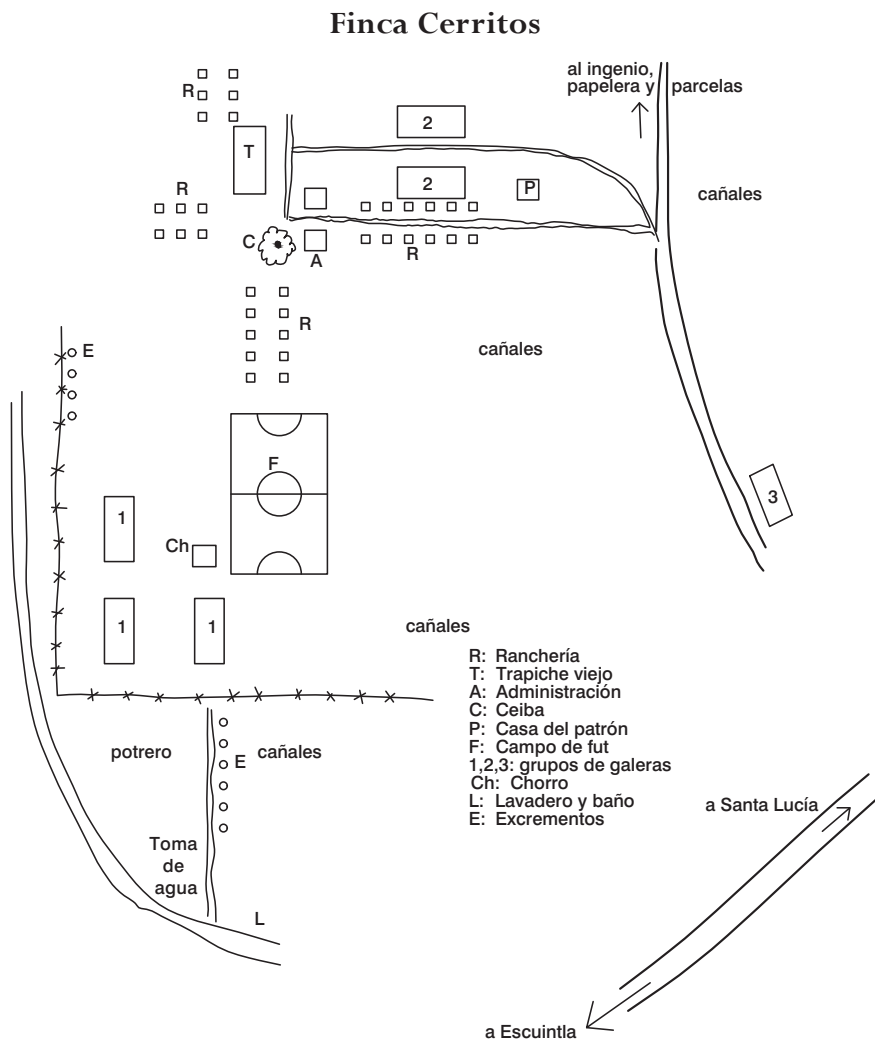 Finca Cerritos
al ingenio,
papelera y parcelas
R
2
T
2
P
R
cañales
C
A
R
R
E
cañales
F
3
1
Ch
1
1
cañales
R: Ranchería
T: Trapiche viejo
A: Administración
C: Ceiba
P: Casa del patrón
F: Campo de fut
1,2,3: grupos de galeras
Ch: Chorro
L: Lavadero y baño
E: Excrementos
potrero
cañales
E
Toma
de
agua
L
a Santa Lucía
a Escuintla